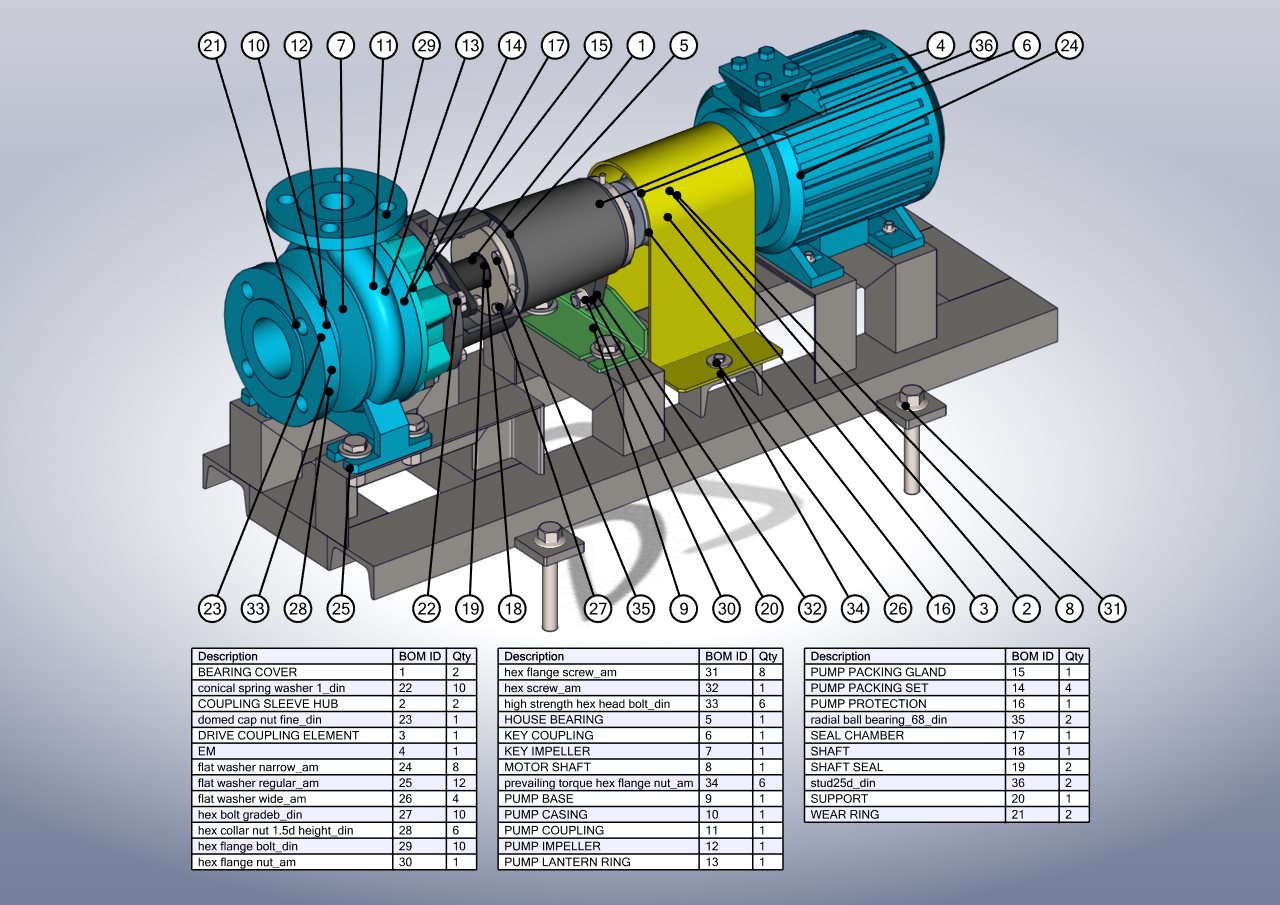 21 10 12 7 11 29 13 14 17 15 1 5 4 36 6 24
23 33 28 25 22 19 18 27 35 9 30 20 32 34 26 16 3 2 8 31
Description BOM ID Qty
BEARING COVER 1 2
conical spring washer 1_din 22 10
COUPLING SLEEVE HUB 2 2
domed cap nut fine_din 23 1
DRIVE COUPLING ELEMENT 3 1
EM 4 1
flat washer narrow_am 24 8
flat washer regular_am 25 12
flat washer wide_am 26 4
hex bolt gradeb_din 27 10
hex collar nut 1.5d height_din 28 6
hex flange bolt_din 29 10
hex flange nut_am 30 1
Description BOM ID Qty
hex flange screw_am 31 8
hex screw_am 32 1
high strength hex head bolt_din 33 6
HOUSE BEARING 5 1
KEY COUPLING 6 1
KEY IMPELLER 7 1
MOTOR SHAFT 8 1
prevailing torque hex flange nut_am 34 6
PUMP BASE 9 1
PUMP CASING 10 1
PUMP COUPLING 11 1
PUMP IMPELLER 12 1
PUMP LANTERN RING 13 1
Description BOM ID Qty
PUMP PACKING GLAND 15 1
PUMP PACKING SET 14 4
PUMP PROTECTION 16 1
radial ball bearing_68_din 35 2
SEAL CHAMBER 17 1
SHAFT 18 1
SHAFT SEAL 19 2
stud25d_din 36 2
SUPPORT 20 1
WEAR RING 21 2